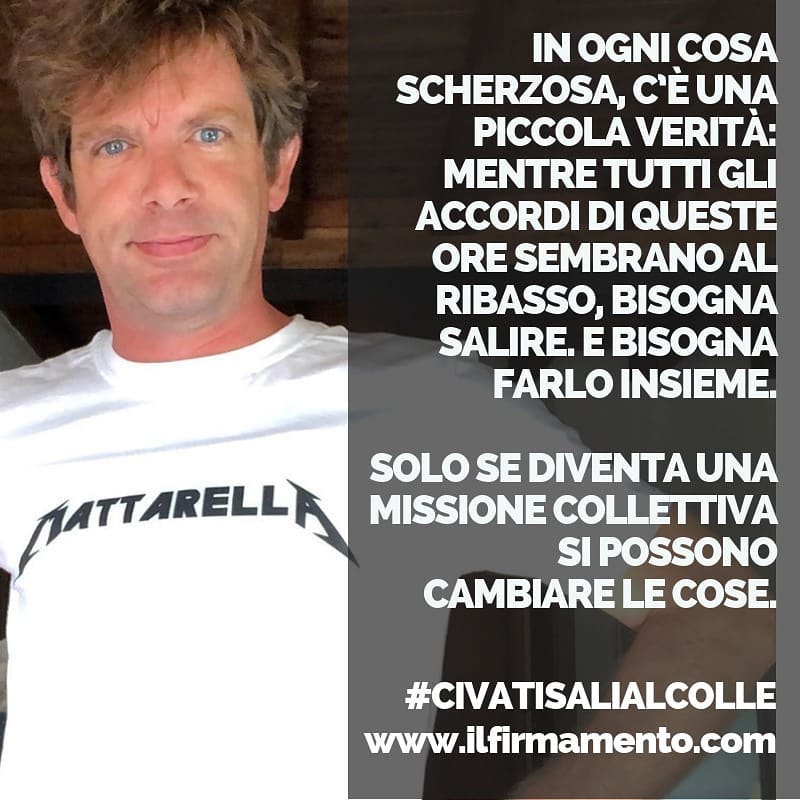 IN OGNI COSA
SCHERZOSA, C'È UNA
PICCOLA VERITÀ:
MENTRE TUTTI GLI
ACCORDI DI QUESTE
ORE SEMBRANO AL
RIBASSO, BISOGNA
SALIRE. E BISOGNA
FARLO INSIEME.
SOLO SE DIVENTA UNA
MISSIONE COLLETTIVA
SI POSSONO
CAMBIARE LE COSE.
#CIVATISALIALCOLLE
www.ilfirmamento.com
MATTARELLA